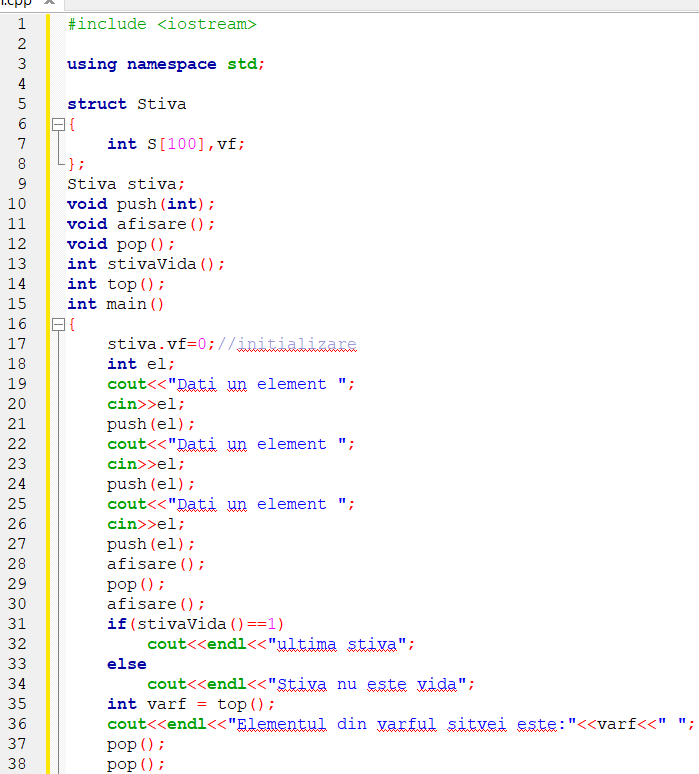 1 #include <iostream>
2
3 using namespace std;
4
5 struct Stiva
6 {
7 int S[100],vf;
8 };
9 Stiva stiva;
10 void push(int);
11 void afisare();
12 void pop();
13 int stivaVida();
14 int top();
15 int main()
16 {
17 stiva.vf=0;//initializare
18 int el;
19 cout<<"Dati un element ";
20 cin>>el;
21 push(el);
22 cout<<"Dati un element ";
23 cin>>el;
24 push(el);
25 cout<<"Dati un element ";
26 cin>>el;
27 push(el);
28 afisare();
29 pop();
30 afisare();
31 if(stivaVida()==1)
32 cout<<endl<<"ultima stiva";
33 else
34 cout<<endl<<"Stiva nu este vida";
35 int varf = top();
36 cout<<endl<<"Elementul din varful sitvei este:"<<varf<<" ";
37 pop();
38 pop();